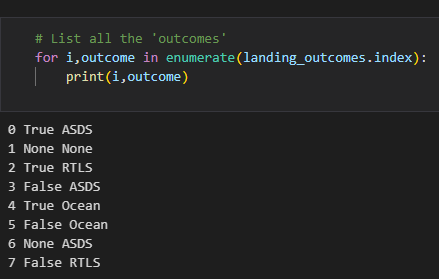 # List all the 'outcomes'
for i,outcome in enumerate(landing_outcomes.index):
    print(i,outcome)
0 True ASDS
1 None None
2 True RTLS
3 False ASDS
4 True Ocean
5 False Ocean
6 None ASDS
7 False RTLS